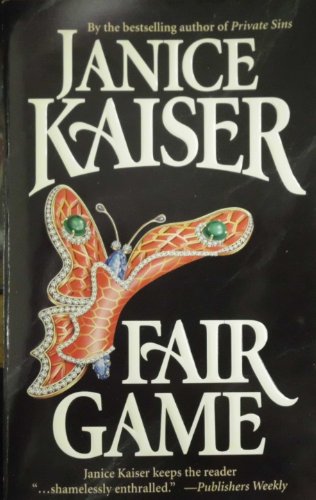 By the bestselling author of Private Sins
JANICE
KAISER
FAIR
GAME
Janice Kaiser keeps the reader
“...shamelessly enthralled.” —Publishers Weekly